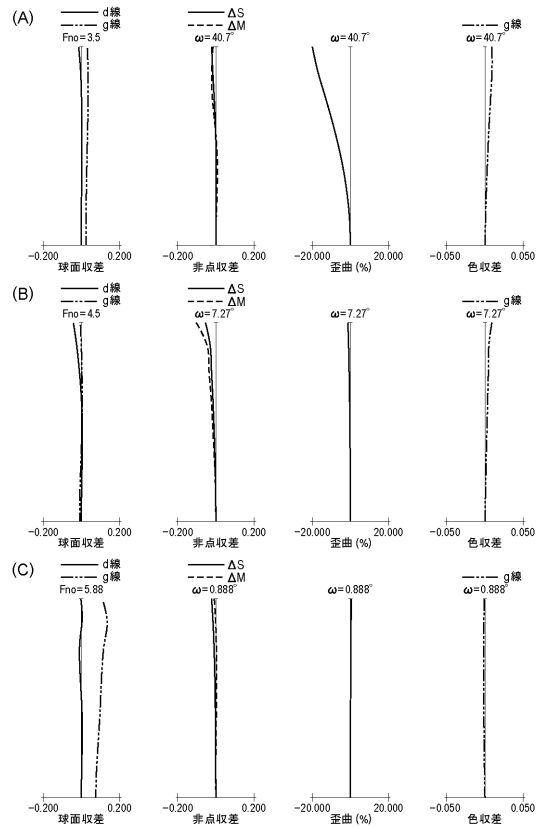 (A)
d線
g線
Fno=3.5
ΔS
ΔM
ω=40.7°
ω=40.7°
g線
ω=40.7°
−0.200 0.200
球面収差
−0.200 0.200
非点収差
−20.000 20.000
歪曲(%)
−0.050 0.050
色収差
(B)
d線
g線
Fno=4.5
ΔS
ΔM
ω=7.27°
ω=7.27°
g線
ω=7.27°
−0.200 0.200
球面収差
−0.200 0.200
非点収差
−20.000 20.000
歪曲(%)
−0.050 0.050
色収差
(C)
d線
g線
Fno=5.88
ΔS
ΔM
ω=0.888°
ω=0.888°
g線
ω=0.888°
−0.200 0.200
球面収差
−0.200 0.200
非点収差
−20.000 20.000
歪曲(%)
−0.050 0.050
色収差